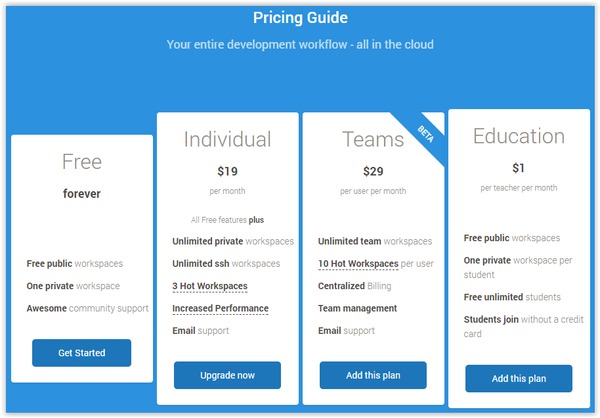 Pricing Guide
Your entire development workflow - all in the cloud
Free
forever
Free public workspaces
One private workspace
Awesome community support
Get Started
Individual
$19
per month
All Free features plus
Unlimited private workspaces
Unlimited ssh workspaces
3 Hot Workspaces
Increased Performance
Email support
Upgrade now
BETA
Teams
$29
per user per month
Unlimited team workspaces
10 Hot Workspaces per user
Centralized Billing
Team management
Email support
Add this plan
Education
$1
per teacher per month
Free public workspaces
One private workspace per
student
Free unlimited students
Students join without a credit
card
Add this plan